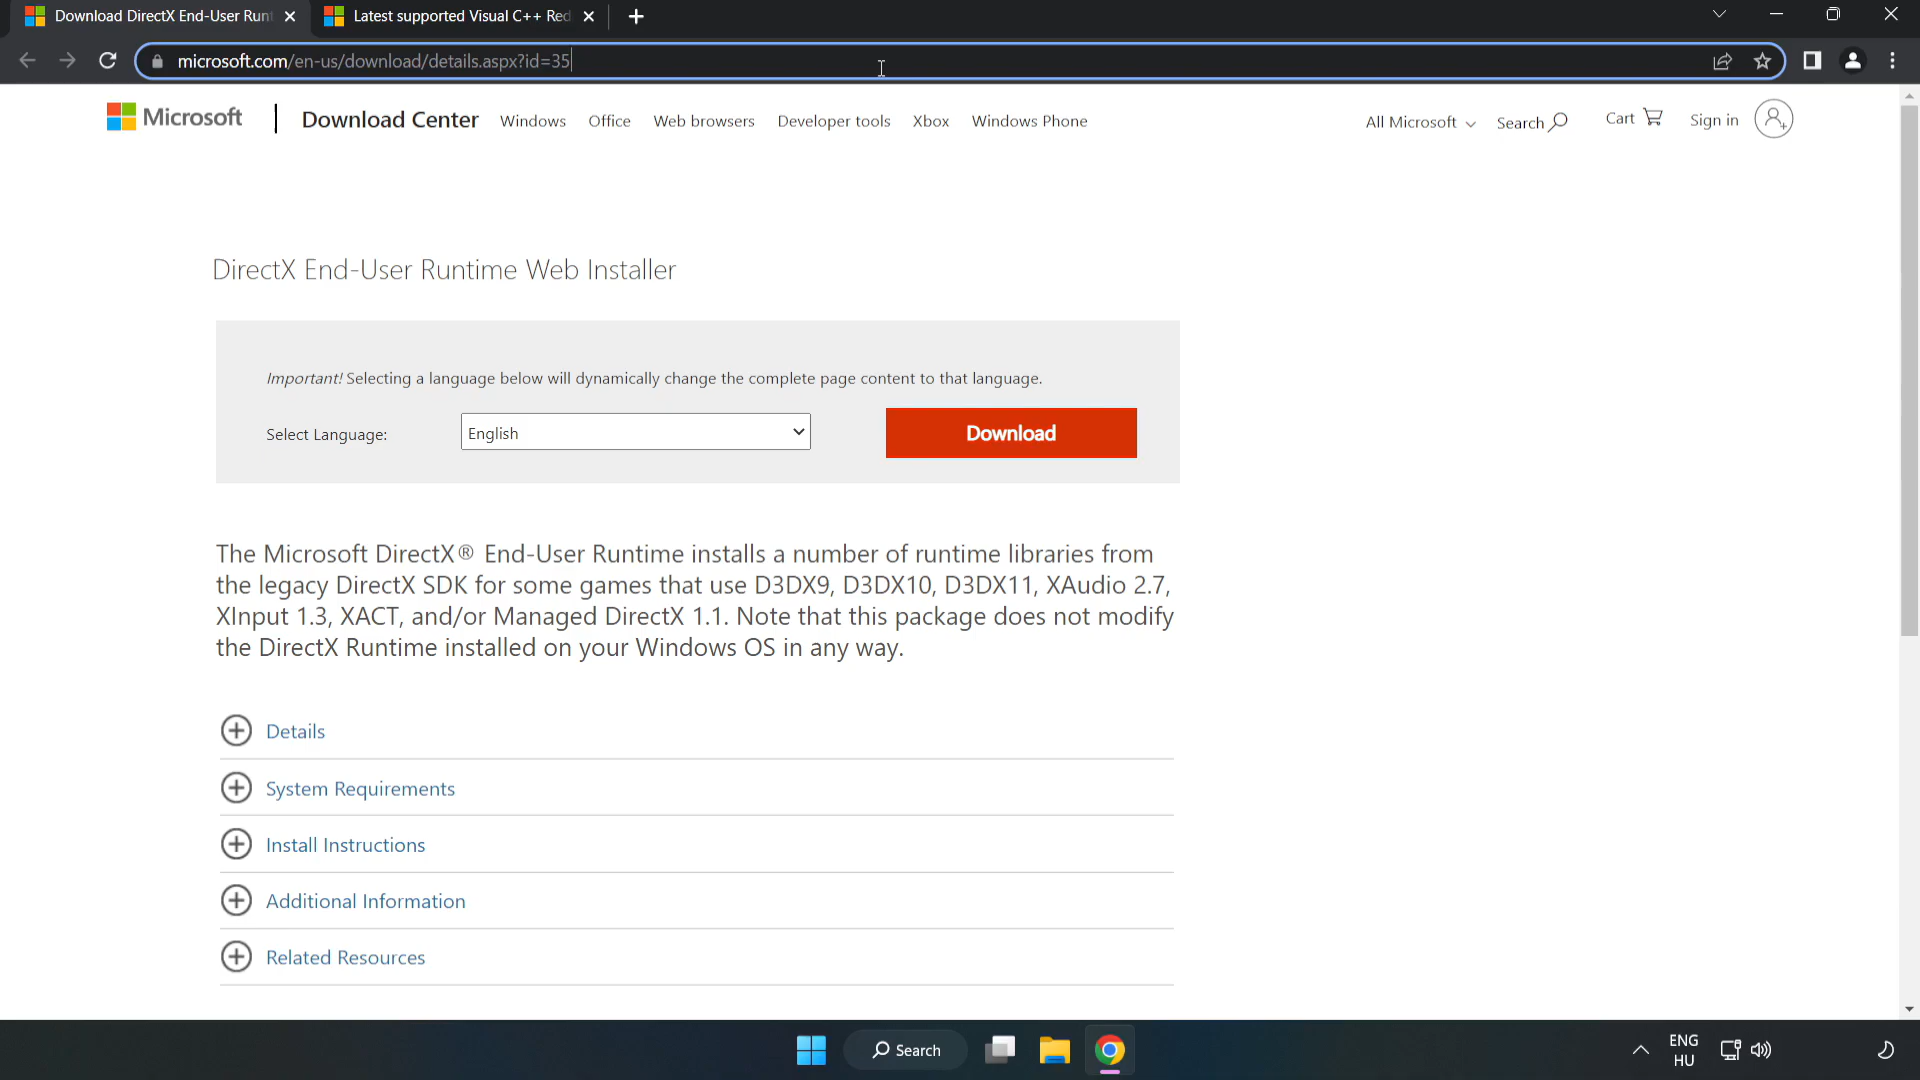 Download DirectX End-User Runt
Latest supported Visual C++ Red
microsoft.com/en-us/download/details.aspx?id=35
Microsoft
Download Center
Windows
Office
Web browsers
Developer tools
Xbox
Windows Phone
All Microsoft
Search
Cart
Sign in
DirectX End-User Runtime Web Installer
Important! Selecting a language below will dynamically change the complete page content to that language.
Select Language:
English
Download
The Microsoft DirectX® End-User Runtime installs a number of runtime libraries from
the legacy DirectX SDK for some games that use D3DX9, D3DX10, D3DX11, XAudio 2.7,
XInput 1.3, XACT, and/or Managed DirectX 1.1. Note that this package does not modify
the DirectX Runtime installed on your Windows OS in any way.
Details
System Requirements
Install Instructions
Additional Information
Related Resources
Search
ENG
HU